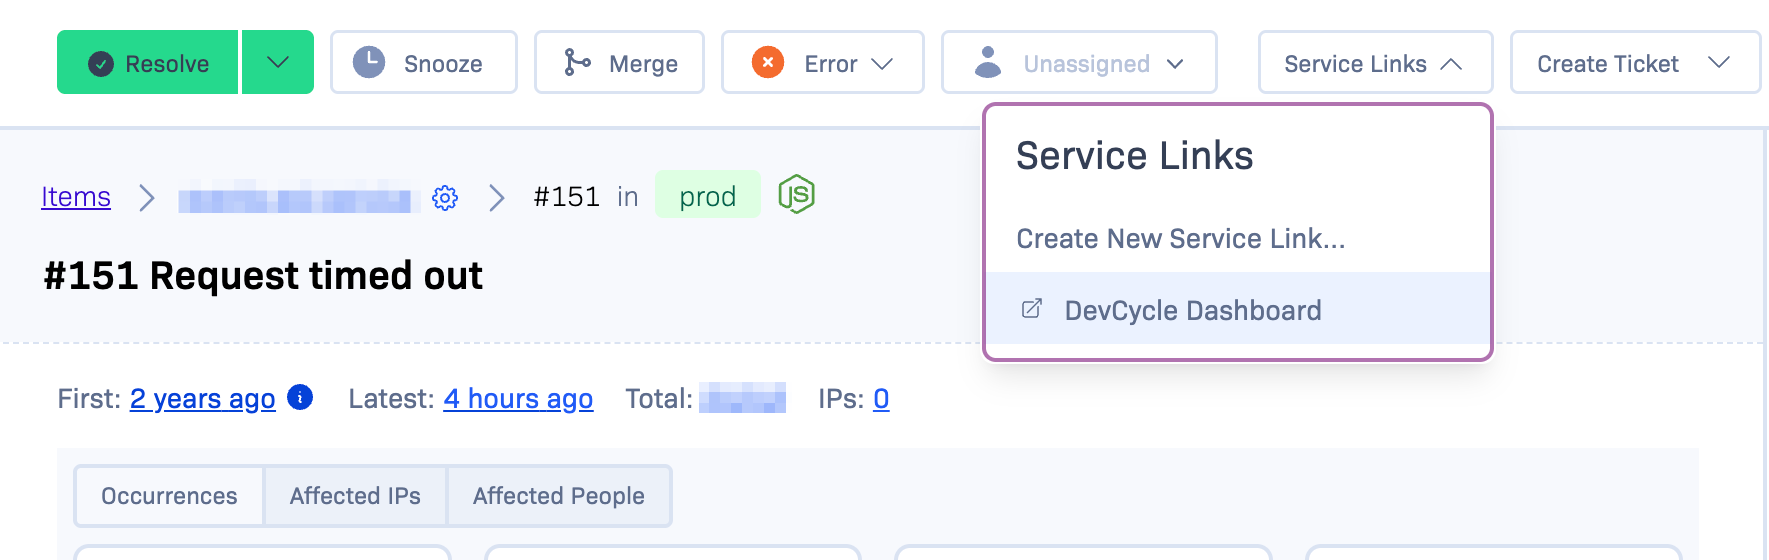 Resolve Snooze Merge Error Unassigned Service Links Create Ticket
Service Links
Create New Service Link...
DevCycle Dashboard
Items #151 in prod JS
#151 Request timed out
First: 2 years ago i Latest: 4 hours ago Total: IPs: 0
Occurrences Affected IPs Affected People